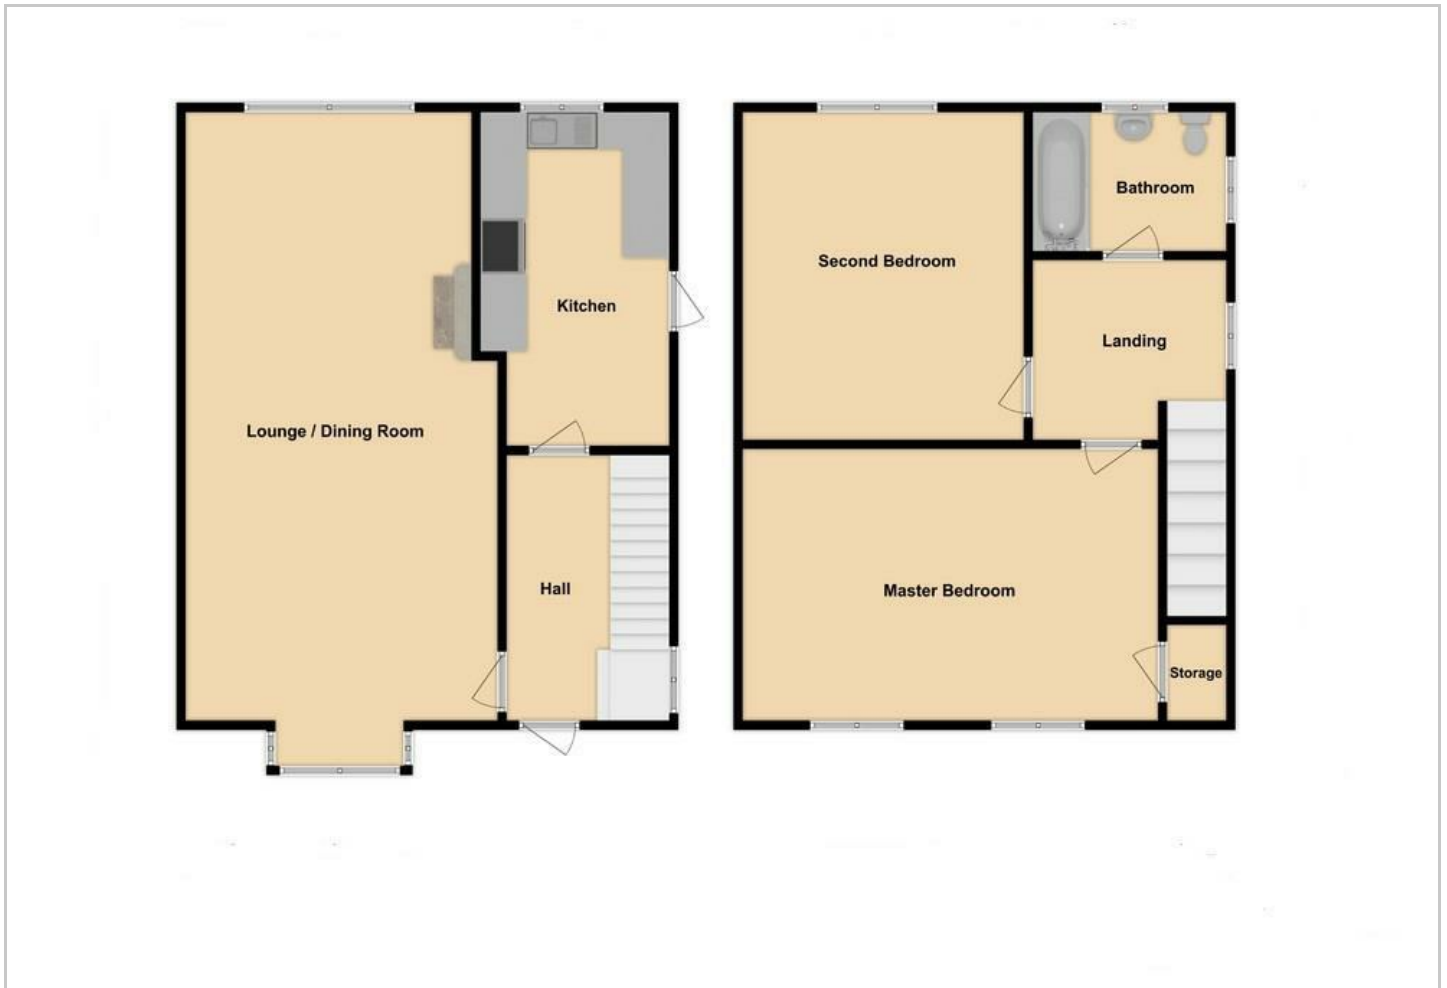 Lounge / Dining Room
Kitchen
Hall
Second Bedroom
Bathroom
Landing
Master Bedroom
Storage